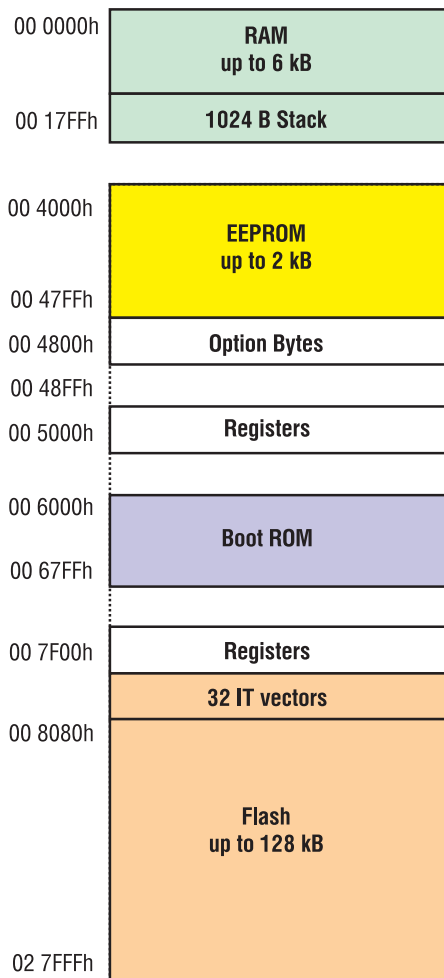 00 0000h
RAM
up to 6 kB
00 17FFh
1024 B Stack
00 4000h
EEPROM
up to 2 kB
00 47FFh
00 4800h
Option Bytes
00 48FFh
00 5000h
Registers
00 6000h
Boot ROM
00 67FFh
00 7F00h
Registers
32 IT vectors
00 8080h
Flash
up to 128 kB
02 7FFFh